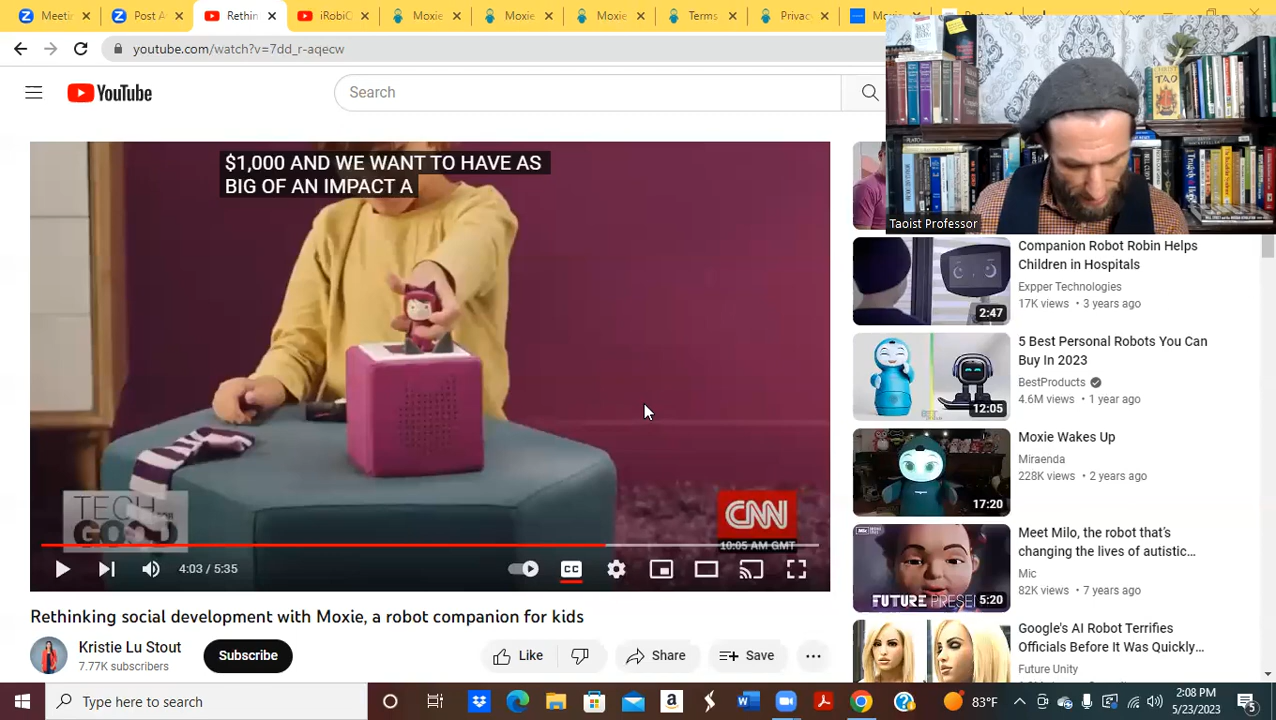 Meetin
Post A
Rethin
iRobiC
Moxie
Moxie
Moxie
Terms
Privac
youtube.com/watch?v=7dd_r-aqecw
YouTube
Search
TAO
Taoist Professor
$1,000 AND WE WANT TO HAVE AS
BIG OF AN IMPACT A
TECH
GOOD
CNN
10:05 AM GMT
4:03 / 5:35
CC
Rethinking social development with Moxie, a robot companion for kids
Kristie Lu Stout
7.77K subscribers
Subscribe
Like
Share
Save
Companion Robot Robin Helps
Children in Hospitals
Expper Technologies
17K views • 3 years ago
2:47
5 Best Personal Robots You Can
Buy In 2023
BestProducts
4.6M views • 1 year ago
12:05
Moxie Wakes Up
Miraenda
228K views • 2 years ago
17:20
Meet Milo, the robot that's
changing the lives of autistic...
Mic
82K views • 7 years ago
FUTURE PRESEN
5:20
Google's AI Robot Terrifies
Officials Before It Was Quickly...
Future Unity
Type here to search
83°F
2:08 PM
5/23/2023
5